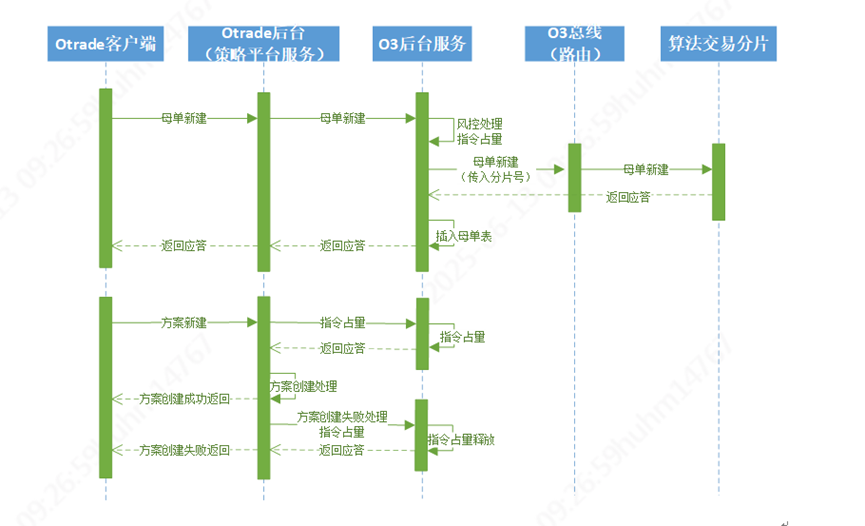 Otrade客户端
Otrade后台
(策略平台服务)
O3后台服务
O3总线
(路由)
算法交易分片
母单新建
母单新建
风控处理
指令占量
母单新建
(传入分片号)
母单新建
返回应答
插入母单表
返回应答
返回应答
方案新建
指令占量
指令占量
返回应答
方案创建处理
方案创建成功返回
方案创建失败处理
指令占量
指令占量释放
方案创建失败返回
返回应答